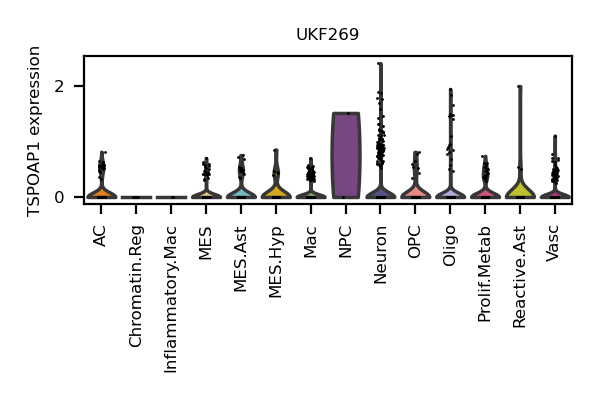 UKF269
TSPOAP1 expression
2
0
AC
Chromatin.Reg
Inflammatory.Mac
MES
MES.Ast
MES.Hyp
Mac
NPC
Neuron
OPC
Oligo
Prolif.Metab
Reactive.Ast
Vasc